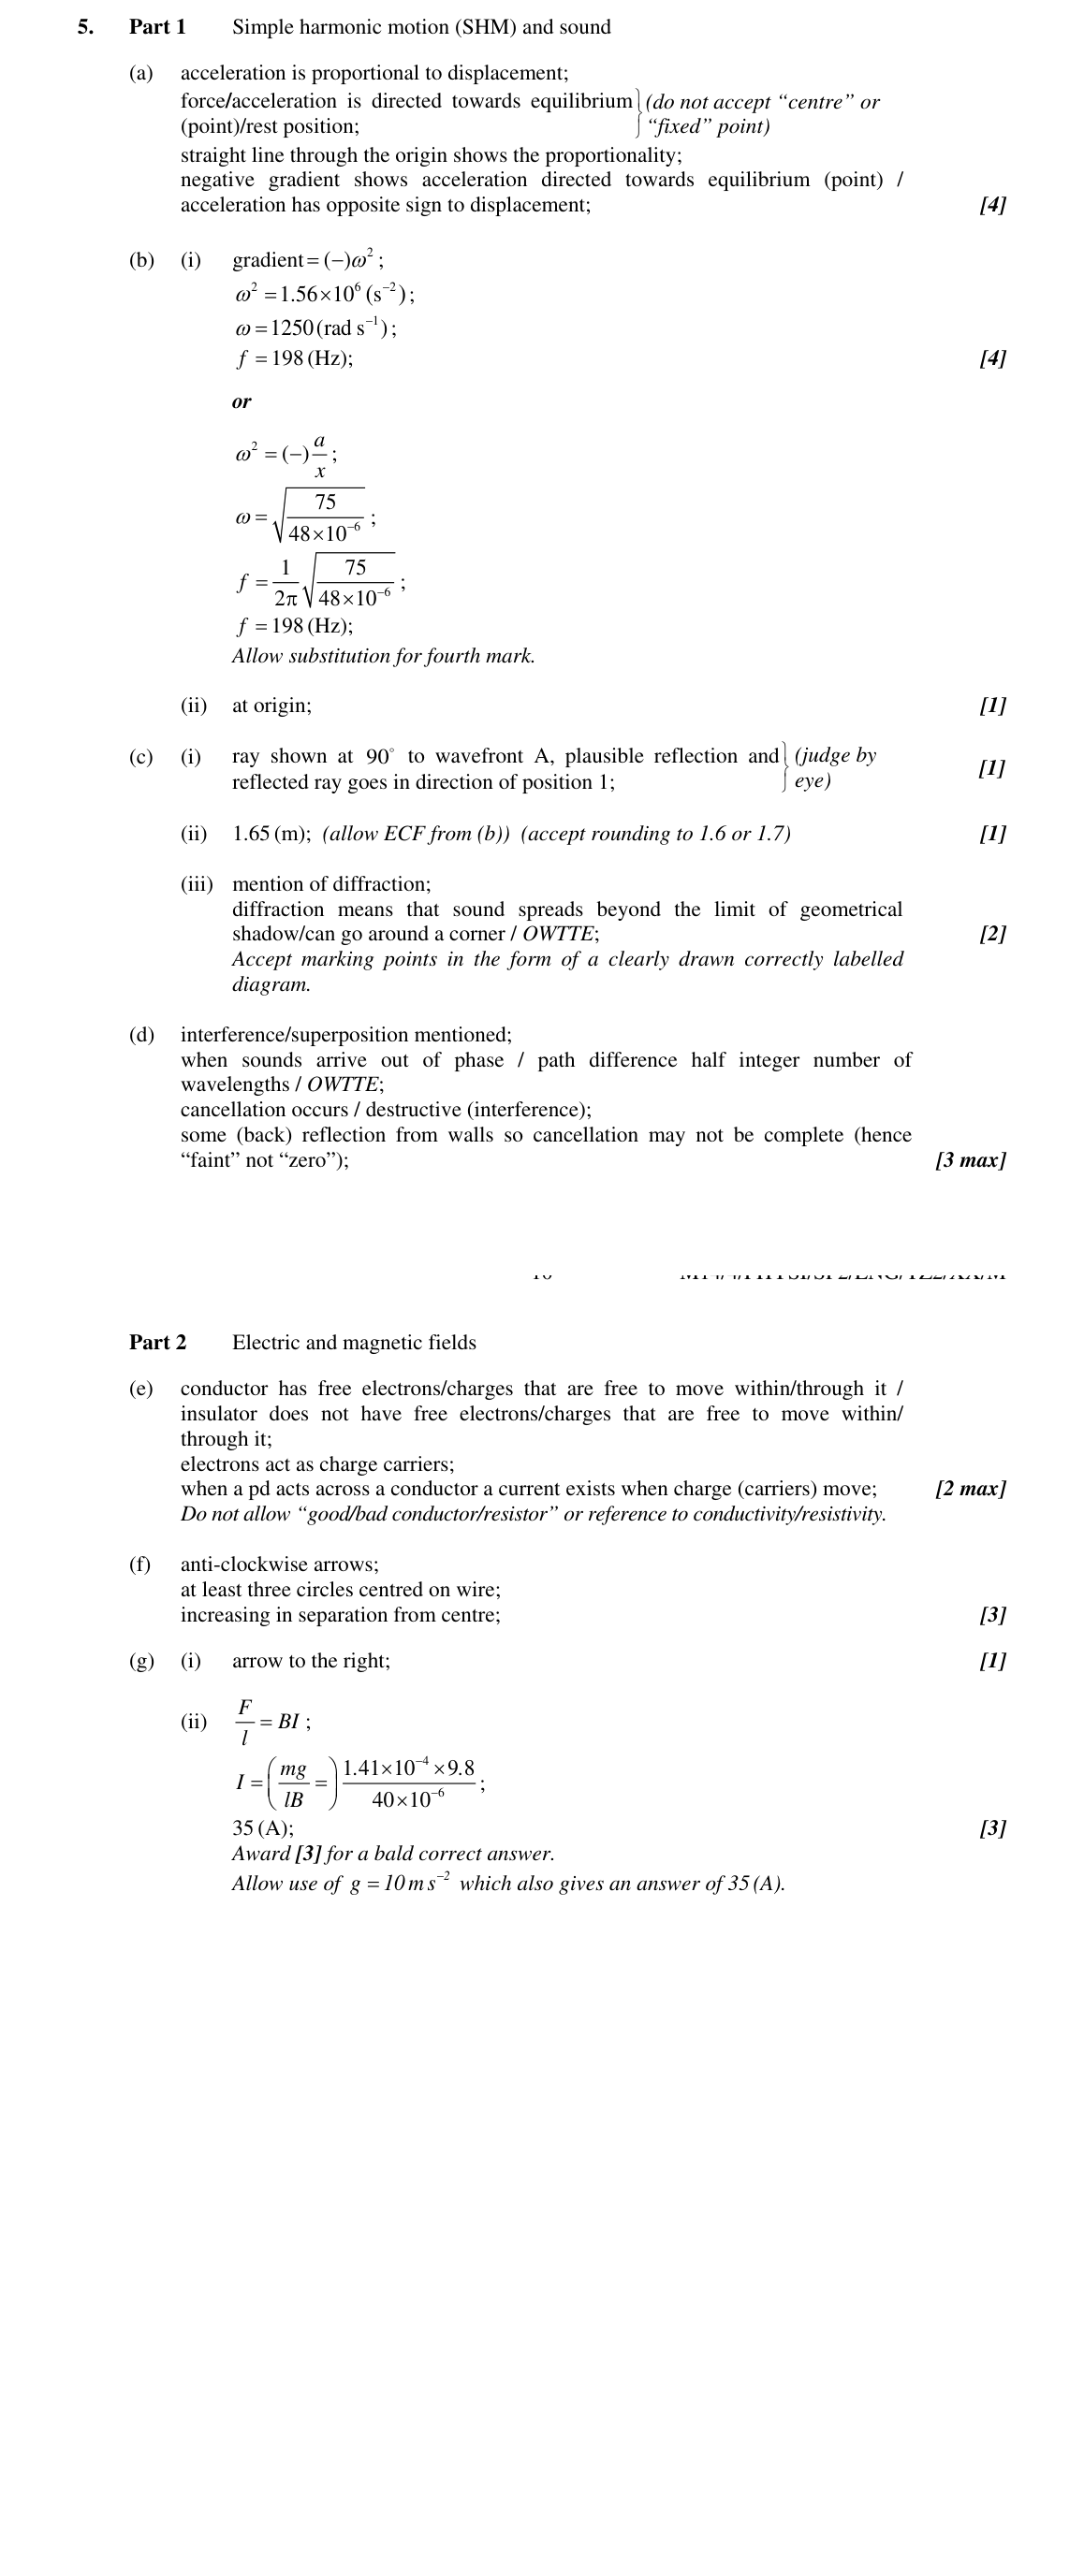 5. Part 1 Simple harmonic motion (SHM) and sound
(a) acceleration is proportional to displacement;
force/acceleration is directed towards equilibrium (do not accept “centre” or
(point)/rest position; “fixed” point)
straight line through the origin shows the proportionality;
negative gradient shows acceleration directed towards equilibrium (point) /
acceleration has opposite sign to displacement; [4]
(b) (i) gradient = (−)ω² ;
ω² = 1.56×10⁶ (s⁻²);
ω = 1250 (rad s⁻¹);
f = 198 (Hz); [4]
or
ω² = (−) a/x ;
ω = √(75 / 48×10⁻⁶) ;
f = 1/2π √(75 / 48×10⁻⁶) ;
f = 198 (Hz);
Allow substitution for fourth mark.
(ii) at origin; [1]
(c) (i) ray shown at 90° to wavefront A, plausible reflection and (judge by
reflected ray goes in direction of position 1; eye) [1]
(ii) 1.65 (m); (allow ECF from (b)) (accept rounding to 1.6 or 1.7) [1]
(iii) mention of diffraction;
diffraction means that sound spreads beyond the limit of geometrical
shadow/can go around a corner / OWTTE; [2]
Accept marking points in the form of a clearly drawn correctly labelled
diagram.
(d) interference/superposition mentioned;
when sounds arrive out of phase / path difference half integer number of
wavelengths / OWTTE;
cancellation occurs / destructive (interference);
some (back) reflection from walls so cancellation may not be complete (hence
“faint” not “zero”); [3 max]
Part 2 Electric and magnetic fields
(e) conductor has free electrons/charges that are free to move within/through it /
insulator does not have free electrons/charges that are free to move within/
through it;
electrons act as charge carriers;
when a pd acts across a conductor a current exists when charge (carriers) move; [2 max]
Do not allow “good/bad conductor/resistor” or reference to conductivity/resistivity.
(f) anti-clockwise arrows;
at least three circles centred on wire;
increasing in separation from centre; [3]
(g) (i) arrow to the right; [1]
(ii) F/l = BI ;
I = (mg/lB =) 1.41×10⁻⁴ ×9.8 / 40×10⁻⁶ ;
35 (A); [3]
Award [3] for a bald correct answer.
Allow use of g = 10 m s⁻² which also gives an answer of 35 (A).